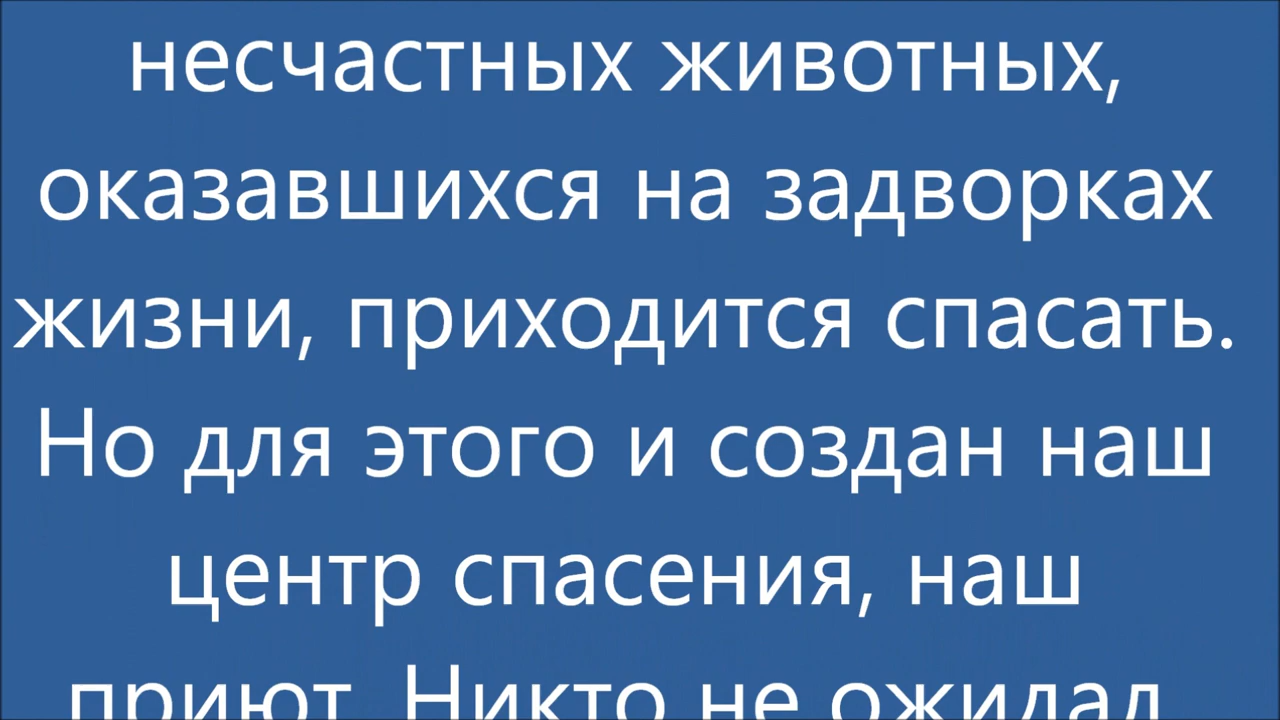 несчастных животных,
оказавшихся на задворках
жизни, приходится спасать.
Но для этого и создан наш
центр спасения, наш
приют. Никто не ожидал